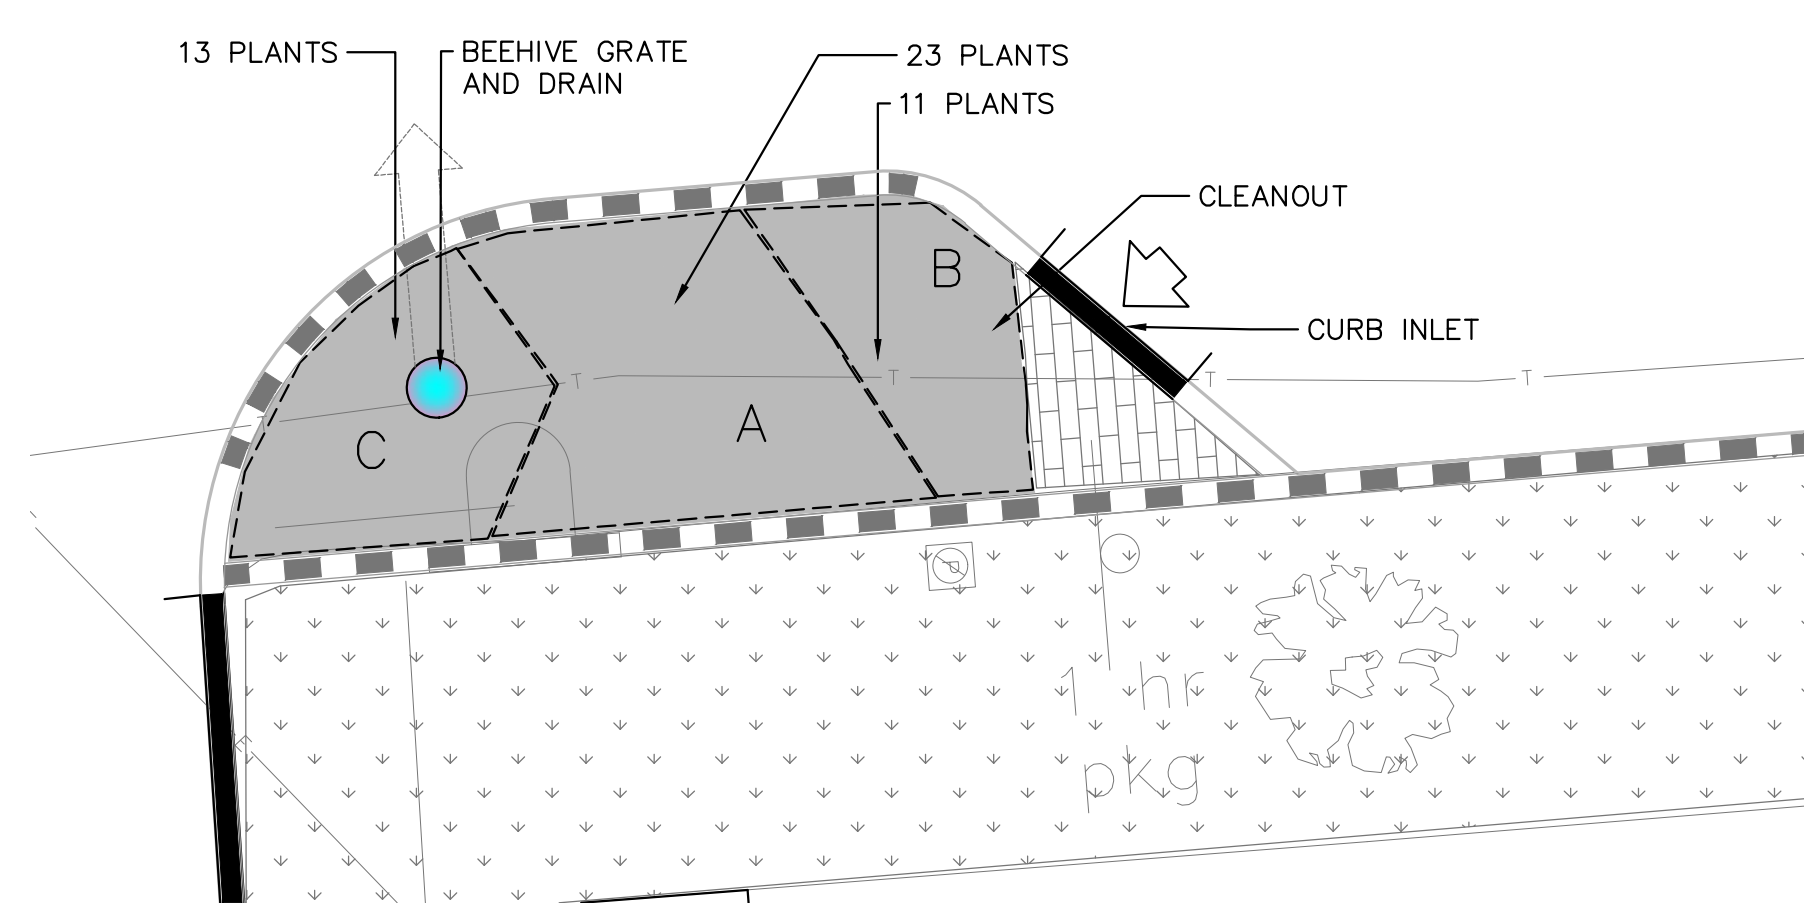 13 PLANTS
BEEHIVE GRATE
AND DRAIN
23 PLANTS
11 PLANTS
CLEANOUT
B
CURB INLET
T
T
T
T
A
C
1 hr
pkg